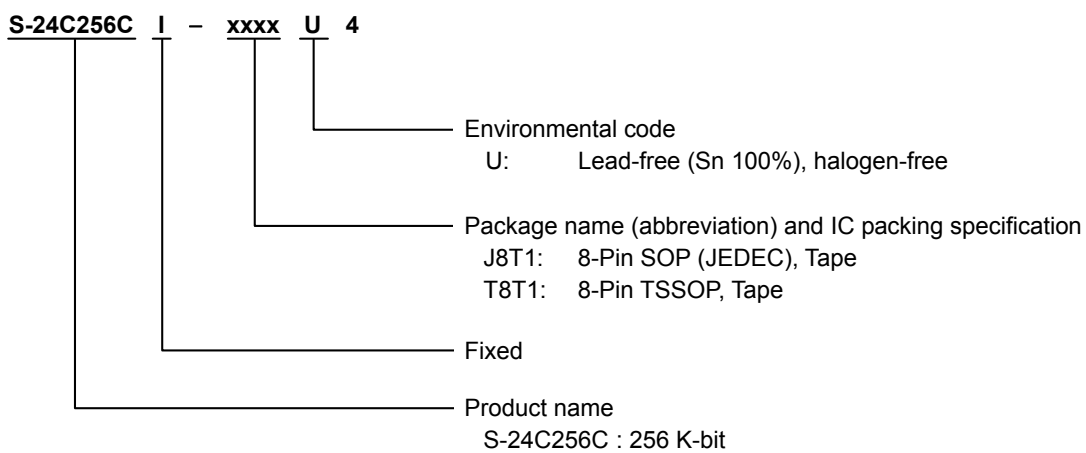 S-24C256C I – xxxx U 4
Environmental code
U: Lead-free (Sn 100%), halogen-free
Package name (abbreviation) and IC packing specification
J8T1: 8-Pin SOP (JEDEC), Tape
T8T1: 8-Pin TSSOP, Tape
Fixed
Product name
S-24C256C : 256 K-bit